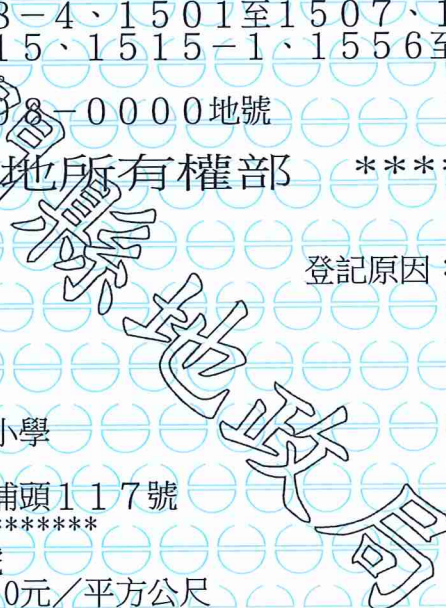 8－4、1501至1507、1
15、1515－1、1556至
98－0000地號
地所有權部 ****
登記原因：
小學
埔頭117號
*******
號
0元／平方公尺
縣地政局